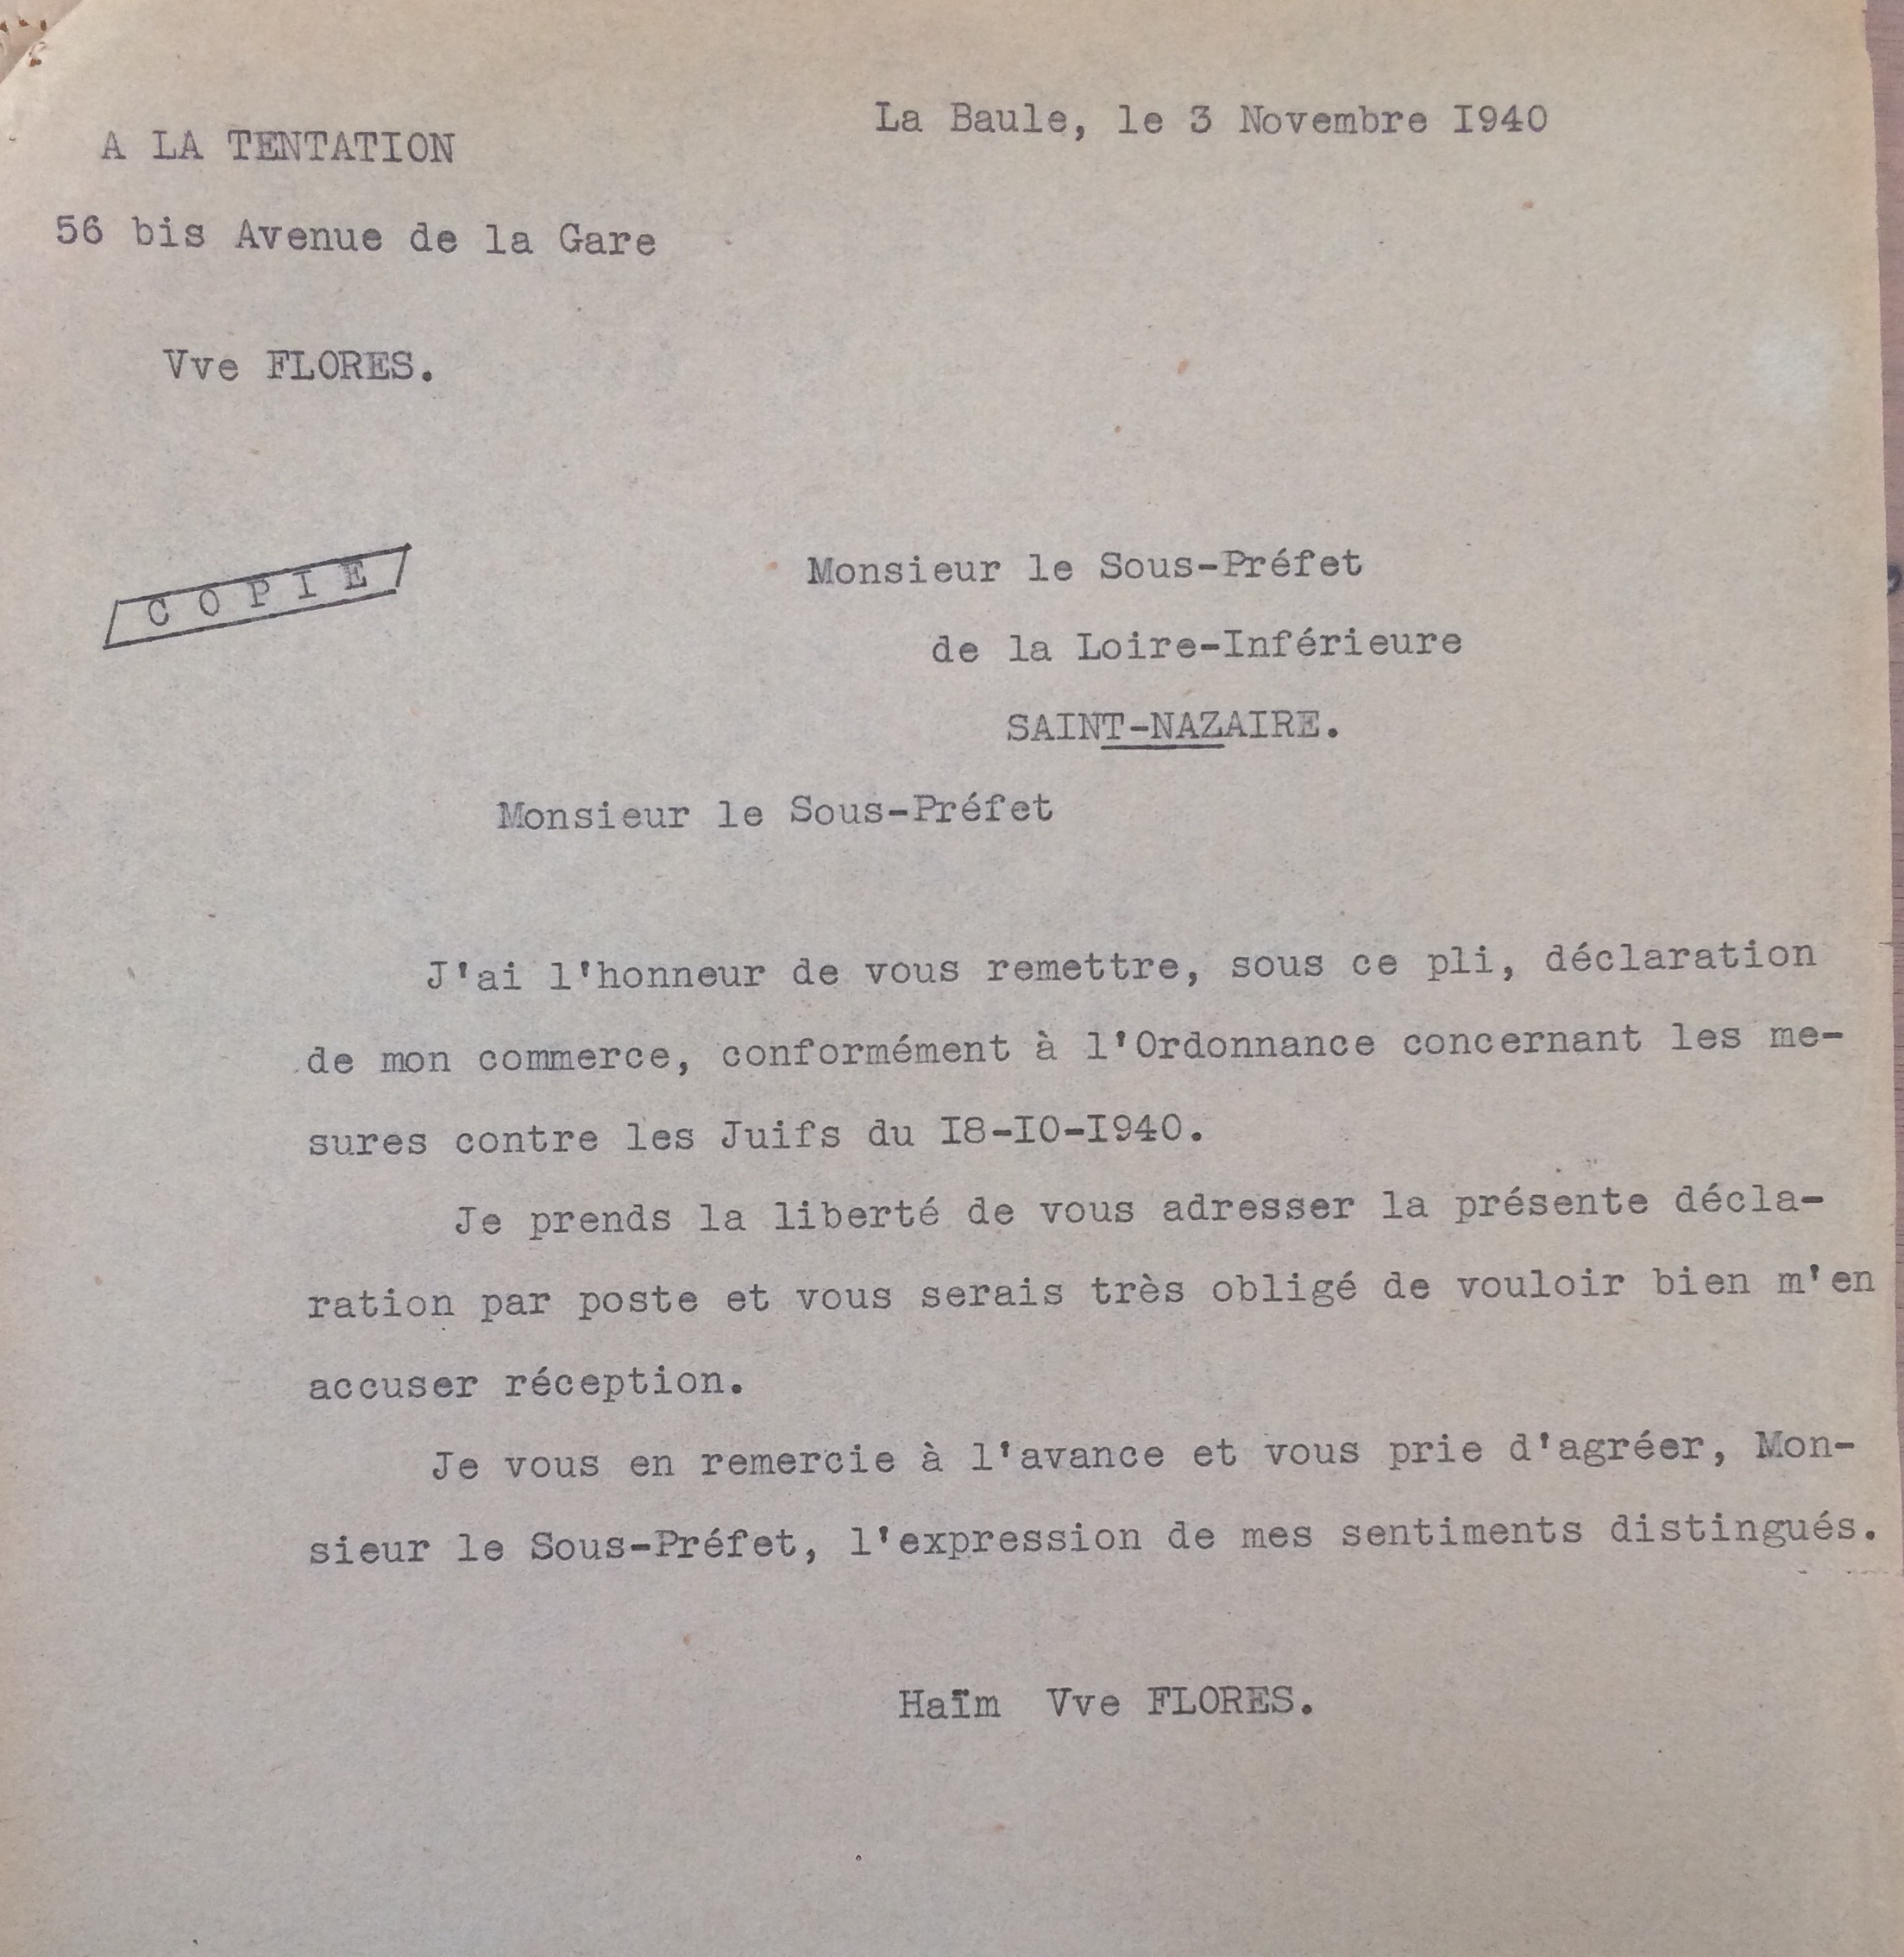 La Baule, le 3 Novembre I940
A LA TENTATION
56 bis Avenue de la Gare
Vve FLORES.
COPIE
Monsieur le Sous-Préfet
de la Loire-Inférieure
SAINT-NAZAIRE.
Monsieur le Sous-Préfet
J'ai l'honneur de vous remettre, sous ce pli, déclaration
de mon commerce, conformément à l'Ordonnance concernant les me-
sures contre les Juifs du I8-I0-I940.
Je prends la liberté de vous adresser la présente décla-
ration par poste et vous serais très obligé de vouloir bien m'en
accuser réception.
Je vous en remercie à l'avance et vous prie d'agréer, Mon-
sieur le Sous-Préfet, l'expression de mes sentiments distingués.
Haïm Vve FLORES.